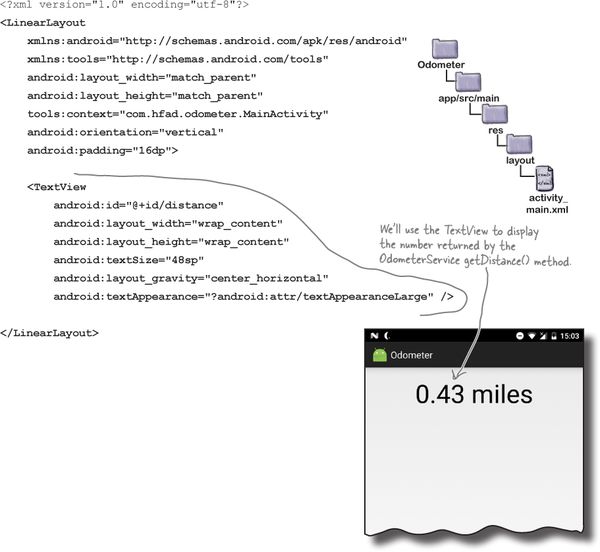 <?xml version="1.0" encoding="utf-8"?>
<LinearLayout
xmlns:android="http://schemas.android.com/apk/res/android"
xmlns:tools="http://schemas.android.com/tools"
android:layout_width="match_parent"
android:layout_height="match_parent"
tools:context="com.hfad.odometer.MainActivity"
android:orientation="vertical"
android:padding="16dp">
<TextView
android:id="@+id/distance"
android:layout_width="wrap_content"
android:layout_height="wrap_content"
android:textSize="48sp"
android:layout_gravity="center_horizontal"
android:textAppearance="?android:attr/textAppearanceLarge" />
</LinearLayout>
Odometer
app/src/main
res
layout
<xml>
</xml>
activity_
main.xml
We'll use the TextView to display
the number returned by the
OdometerService getDistance() method.
15:03
Odometer
0.43 miles